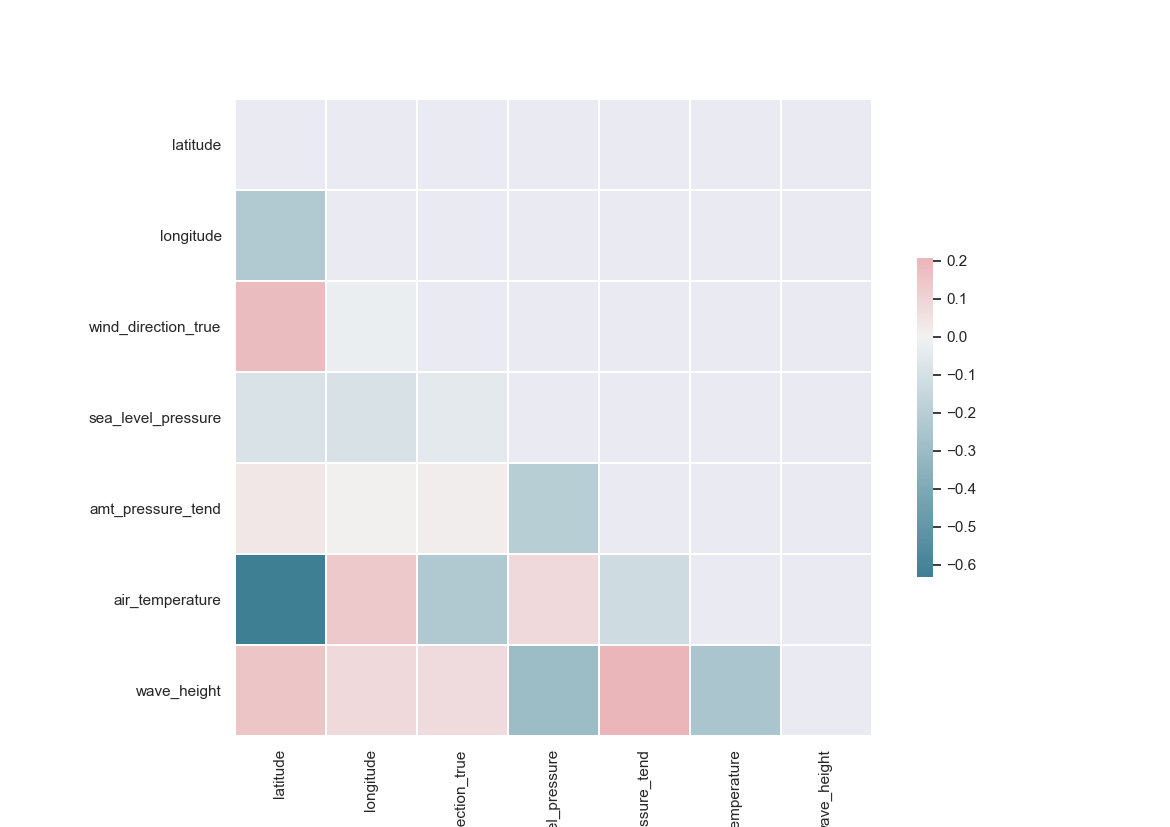 latitude
longitude
wind_direction_true
sea_level_pressure
amt_pressure_tend
air_temperature
wave_height
0.2
0.1
0.0
−0.1
−0.2
−0.3
−0.4
−0.5
−0.6
latitude
longitude
ection_true
el_pressure
ssure_tend
emperature
ave_height